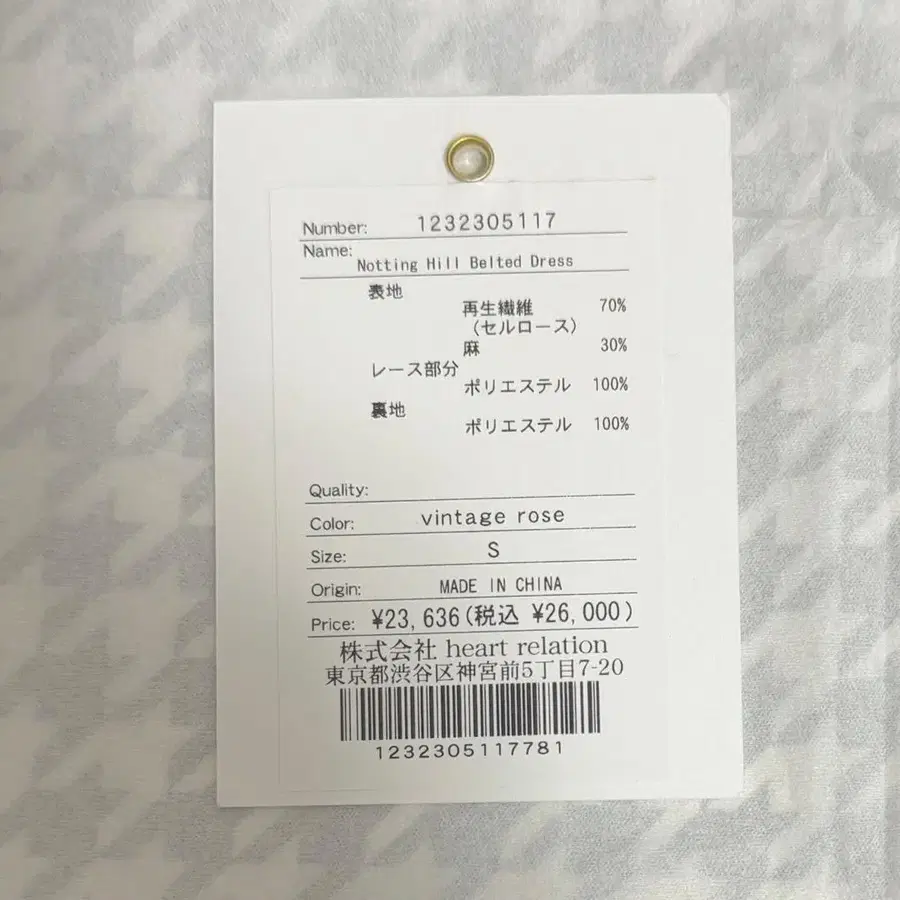 Number: 1232305117
Name:
Notting Hill Belted Dress
表地
再生繊維 70%
(セルロース)
麻 30%
レース部分
ポリエステル 100%
裏地
ポリエステル 100%
Quality:
Color: vintage rose
Size: S
Origin: MADE IN CHINA
Price: ¥23,636(税込 ¥26,000)
株式会社 heart relation
東京都渋谷区神宮前5丁目7-20
1232305117781